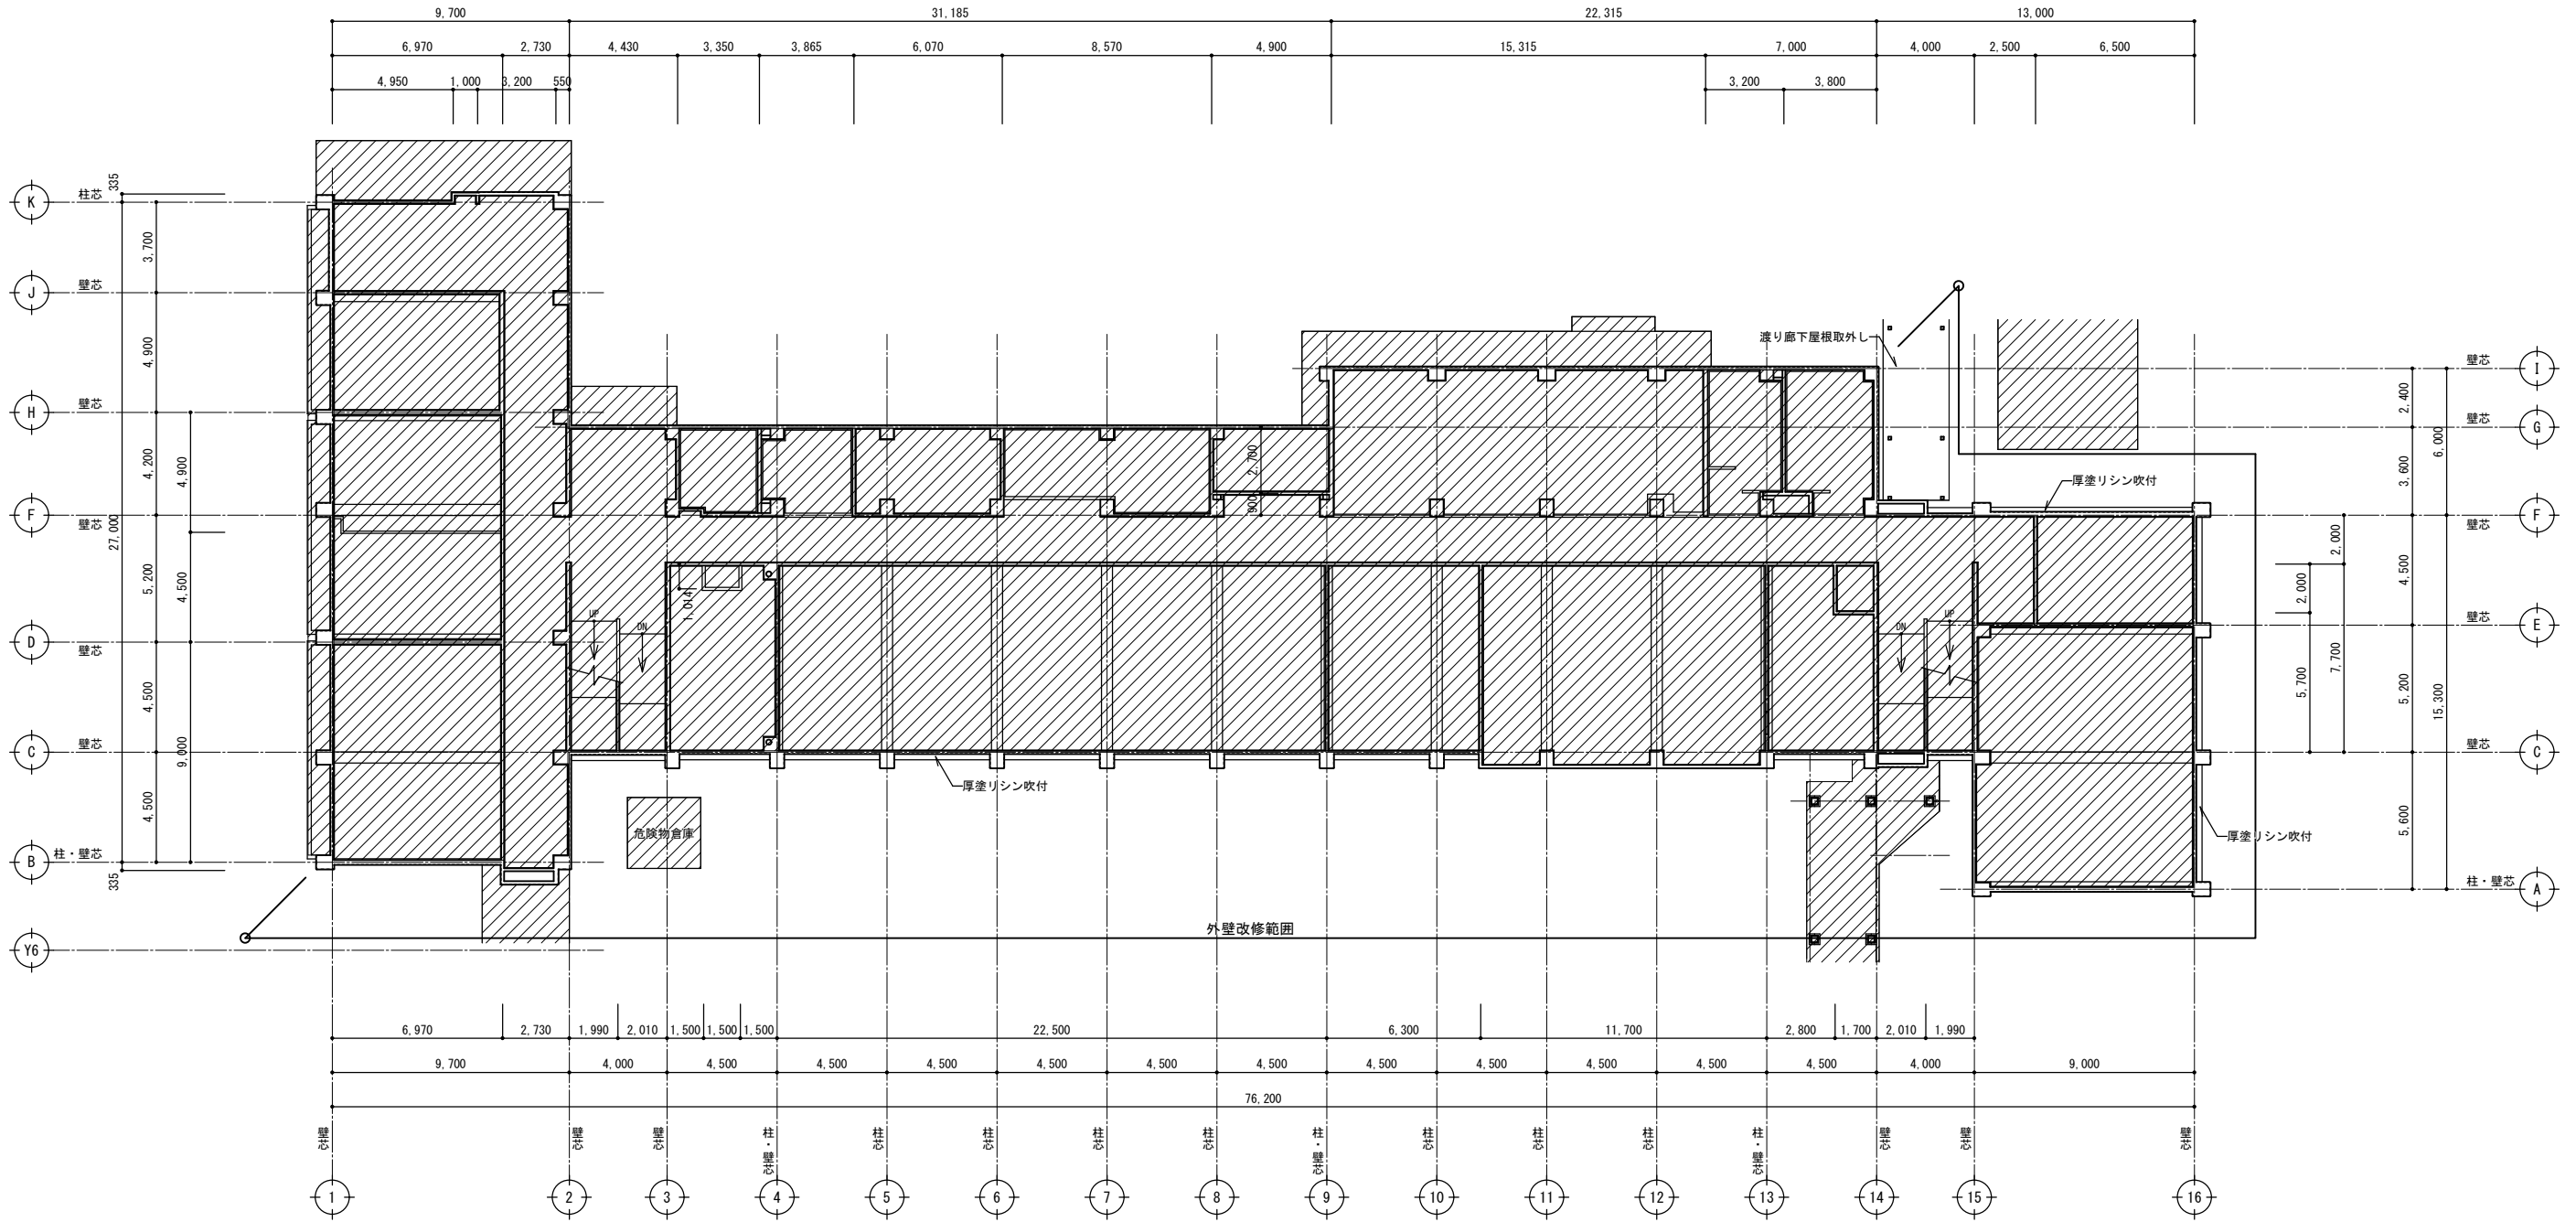 9,700 31,185 22,315 13,000
6,970 2,730 4,430 3,350 3,865 6,070 8,570 4,900 15,315 7,000 4,000 2,500 6,500
4,950 1,000 3,200 550 3,200 3,800
335
K 柱芯
3,700
J 壁芯
4,900
H 壁芯
4,200 4,900
F 壁芯
27,000
5,200 4,500
D 壁芯
4,500
9,000
C 壁芯
4,500
B 柱・壁芯
335
Y6
渡り廊下屋根取外し
壁芯 I
2,400
壁芯 G
6,000
3,600
厚塗リシン吹付
壁芯 F
2,700
900
2,000
4,500
2,000
1,014
UP
DN
DN
UP
壁芯 E
7,700
5,700
5,200
15,300
壁芯 C
厚塗リシン吹付
5,600
危険物倉庫
厚塗リシン吹付
柱・壁芯 A
外壁改修範囲
6,970 2,730 1,990 2,010 1,500 1,500 1,500 22,500 6,300 11,700 2,800 1,700 2,010 1,990
9,700 4,000 4,500 4,500 4,500 4,500 4,500 4,500 4,500 4,500 4,500 4,500 4,500 4,000 9,000
76,200
壁芯 壁芯 壁芯 柱・壁芯 柱芯 柱芯 柱芯 柱芯 柱・壁芯 柱芯 柱芯 柱芯 柱・壁芯 壁芯 壁芯 壁芯
1 2 3 4 5 6 7 8 9 10 11 12 13 14 15 16